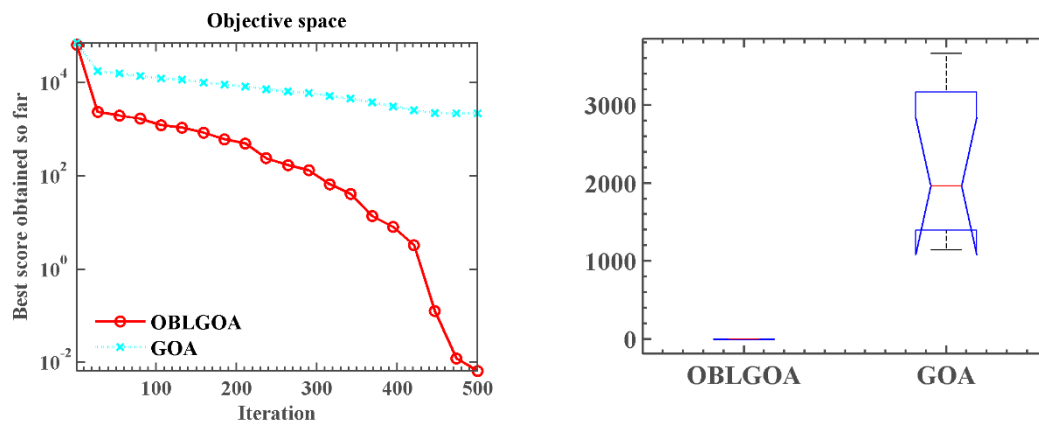 Objective space
Best score obtained so far
10^4
10^2
10^0
10^-2
OBLGOA
GOA
100
200
300
400
500
Iteration
3000
2000
1000
0
OBLGOA
GOA